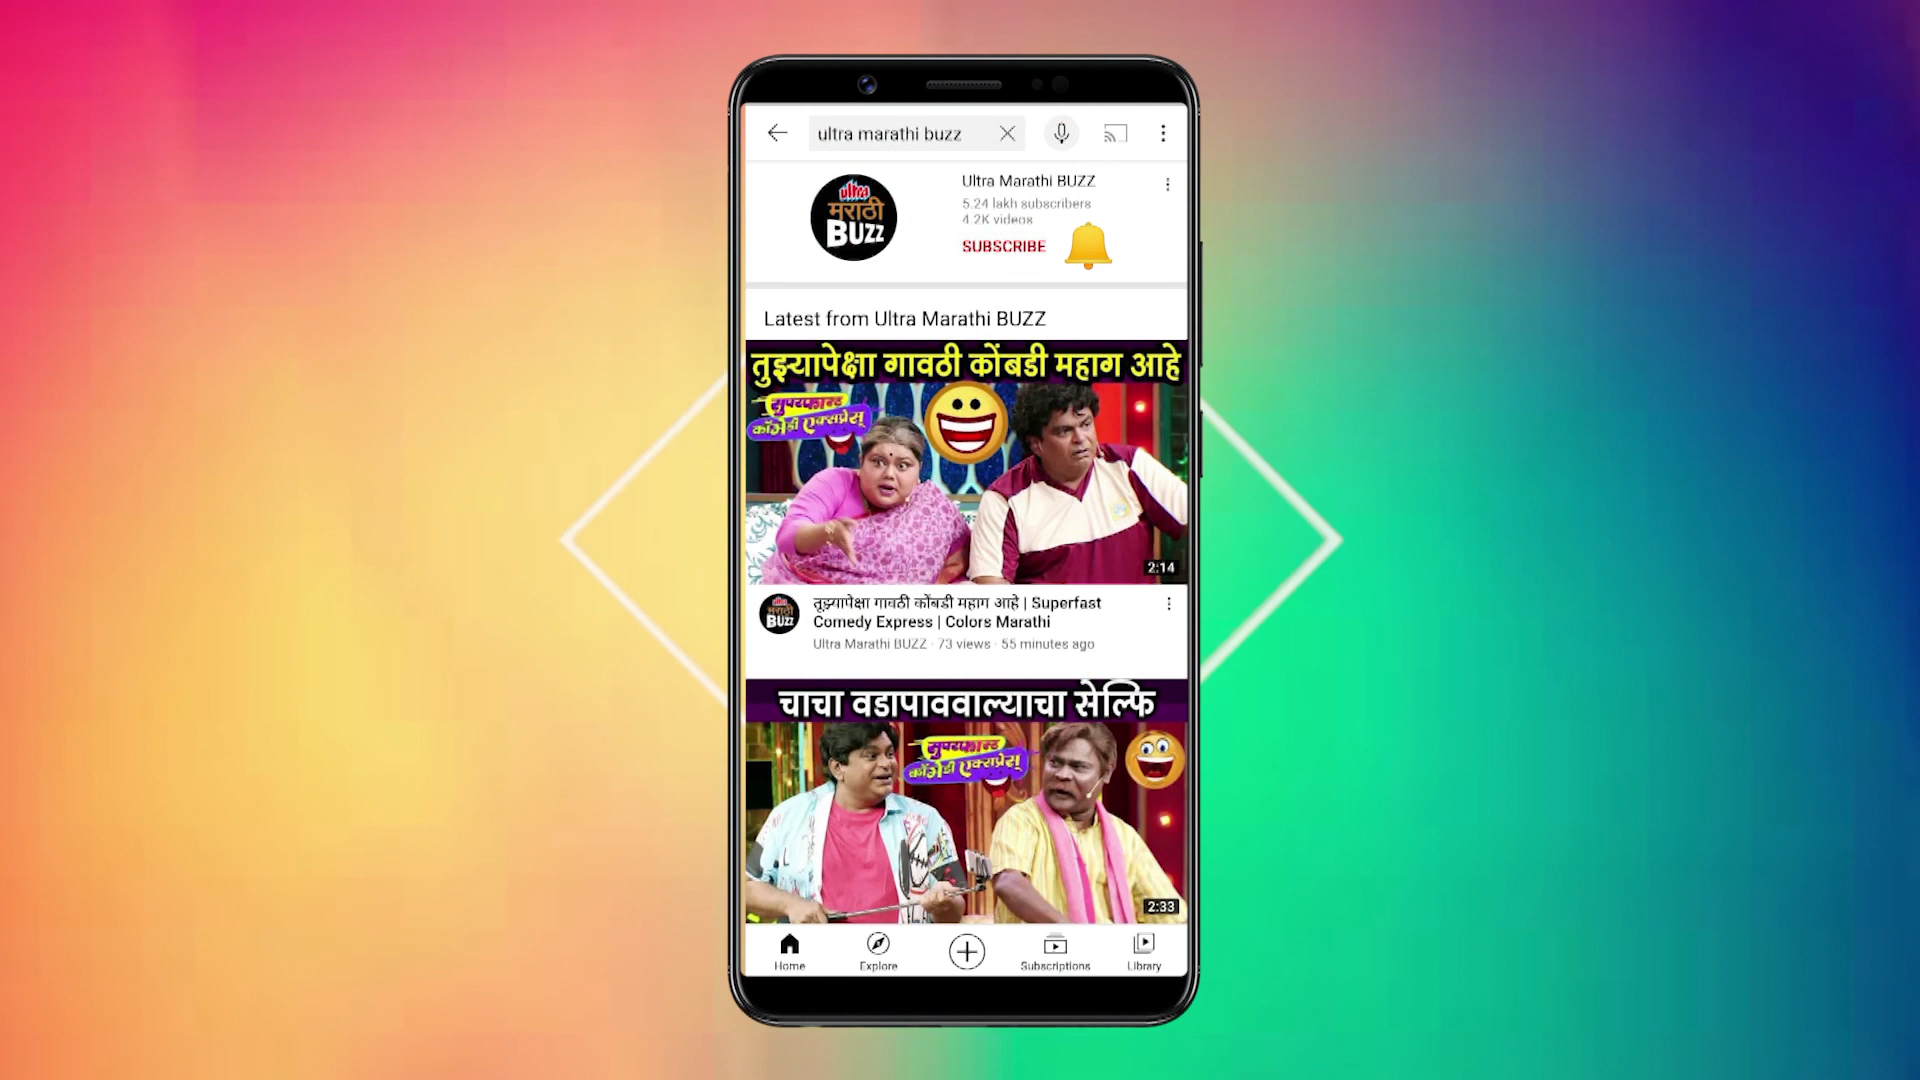 ultra marathi buzz
ultra
मराठी
BUZZ
Ultra Marathi BUZZ
5.24 lakh subscribers
4.2K videos
SUBSCRIBE
Latest from Ultra Marathi BUZZ
तुझ्यापेक्षा गावठी कोंबडी महाग आहे
सुपरफास्ट
कॉमेडी एक्सप्रेस्
2:14
ultra
मराठी
BUZZ
तूझ्यापेक्षा गावठी कोंबडी महाग आहे | Superfast
Comedy Express | Colors Marathi
Ultra Marathi BUZZ · 73 views · 55 minutes ago
चाचा वडापाववाल्याचा सेल्फि
सुपरफास्ट
कॉमेडी एक्सप्रेस्
2:33
Home
Explore
Subscriptions
Library